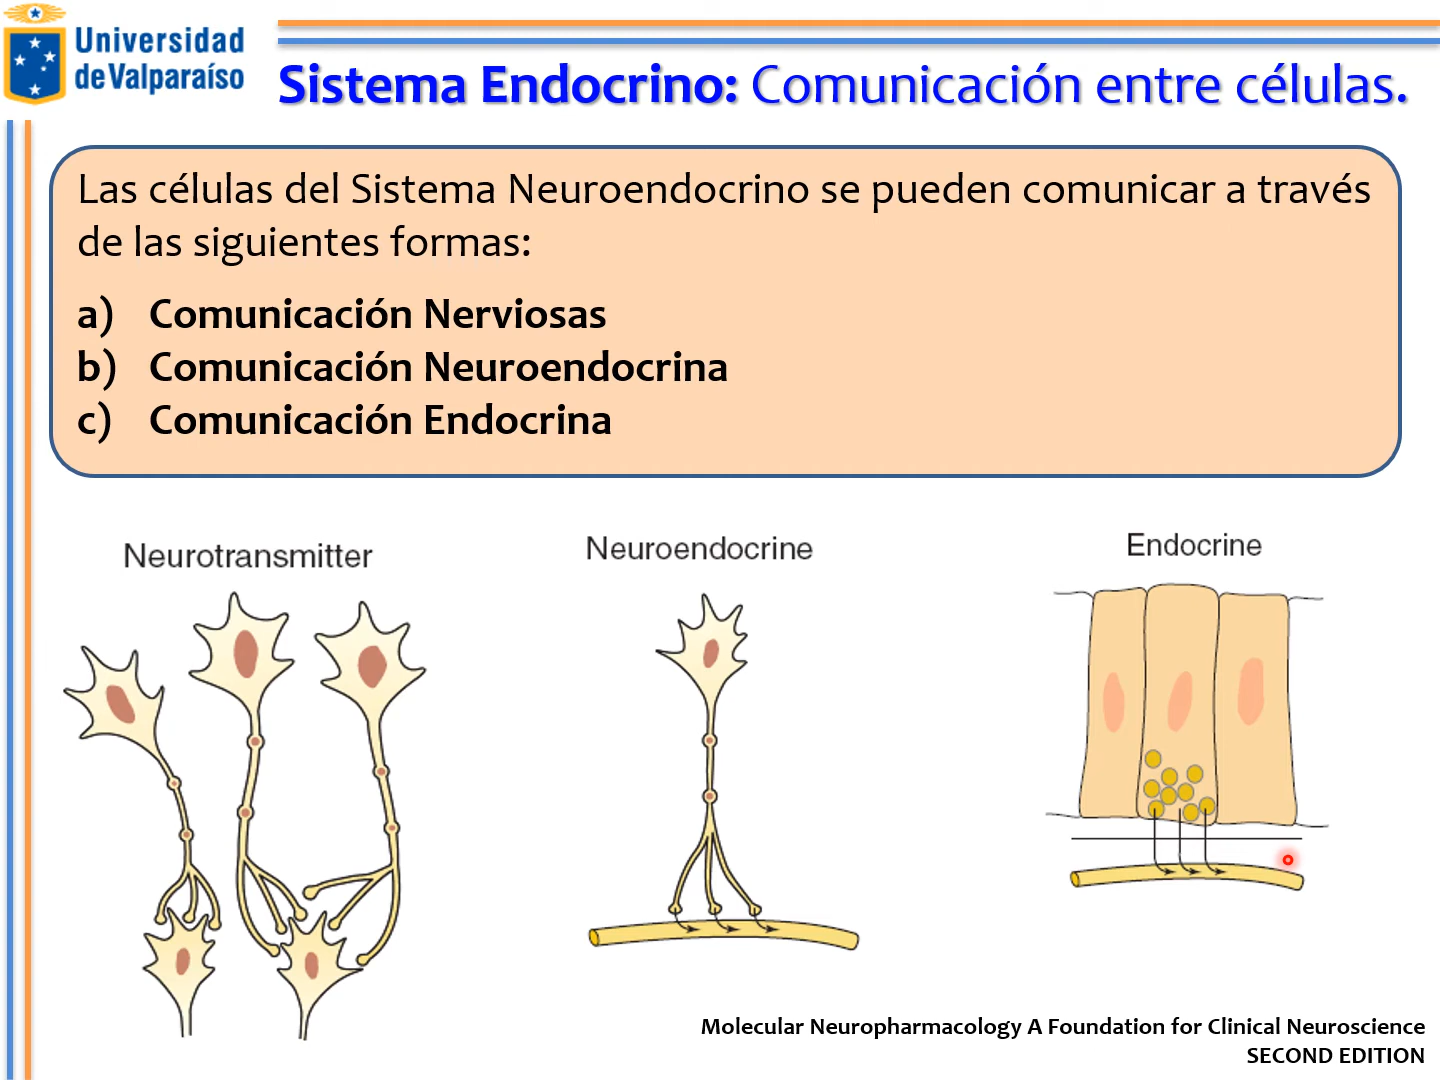 Universidad
de Valparaíso
Sistema Endocrino: Comunicación entre células.
Las células del Sistema Neuroendocrino se pueden comunicar a través
de las siguientes formas:
a) Comunicación Nerviosas
b) Comunicación Neuroendocrina
c) Comunicación Endocrina
Neurotransmitter
Neuroendocrine
Endocrine
Molecular Neuropharmacology A Foundation for Clinical Neuroscience
SECOND EDITION